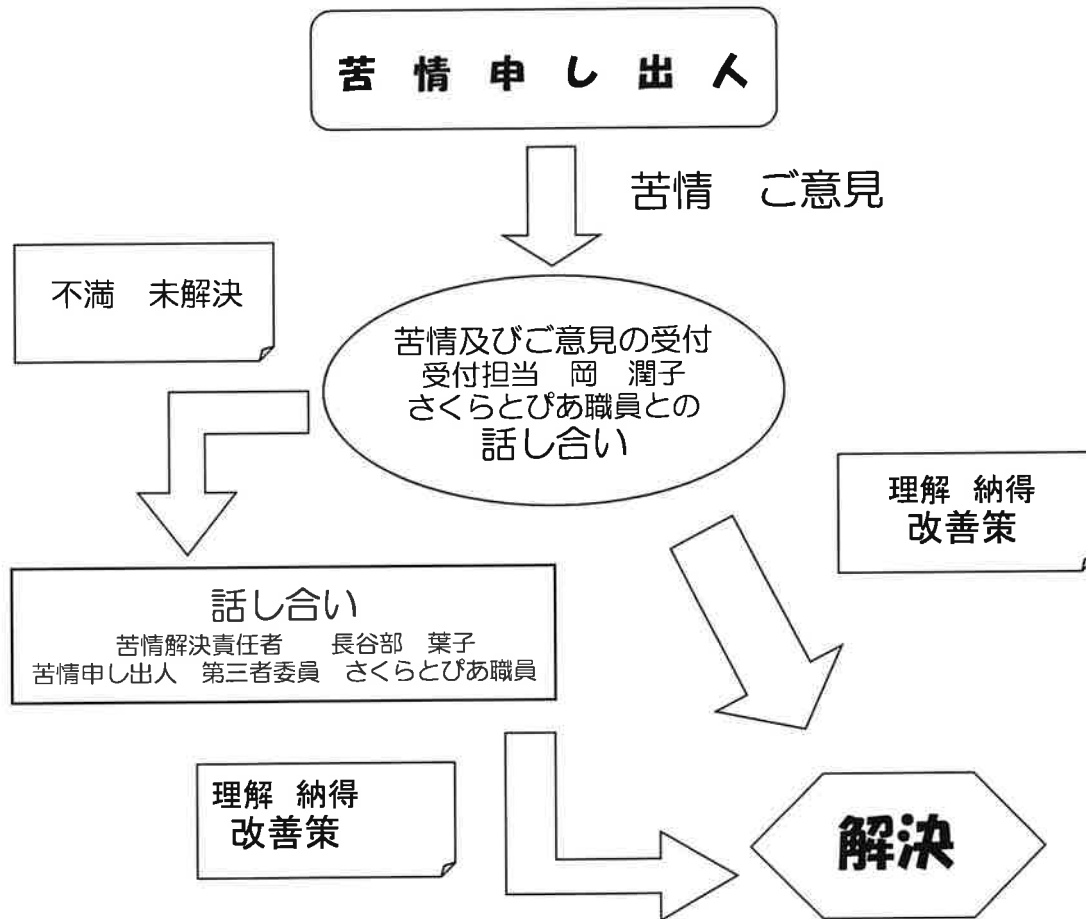 苦情申し出人
苦情　ご意見
不満　未解決
苦情及びご意見の受付
受付担当　岡　潤子
さくらとぴあ職員との
話し合い
理解　納得
改善策
話し合い
苦情解決責任者　　長谷部　葉子
苦情申し出人　第三者委員　さくらとぴあ職員
理解　納得
改善策
解決